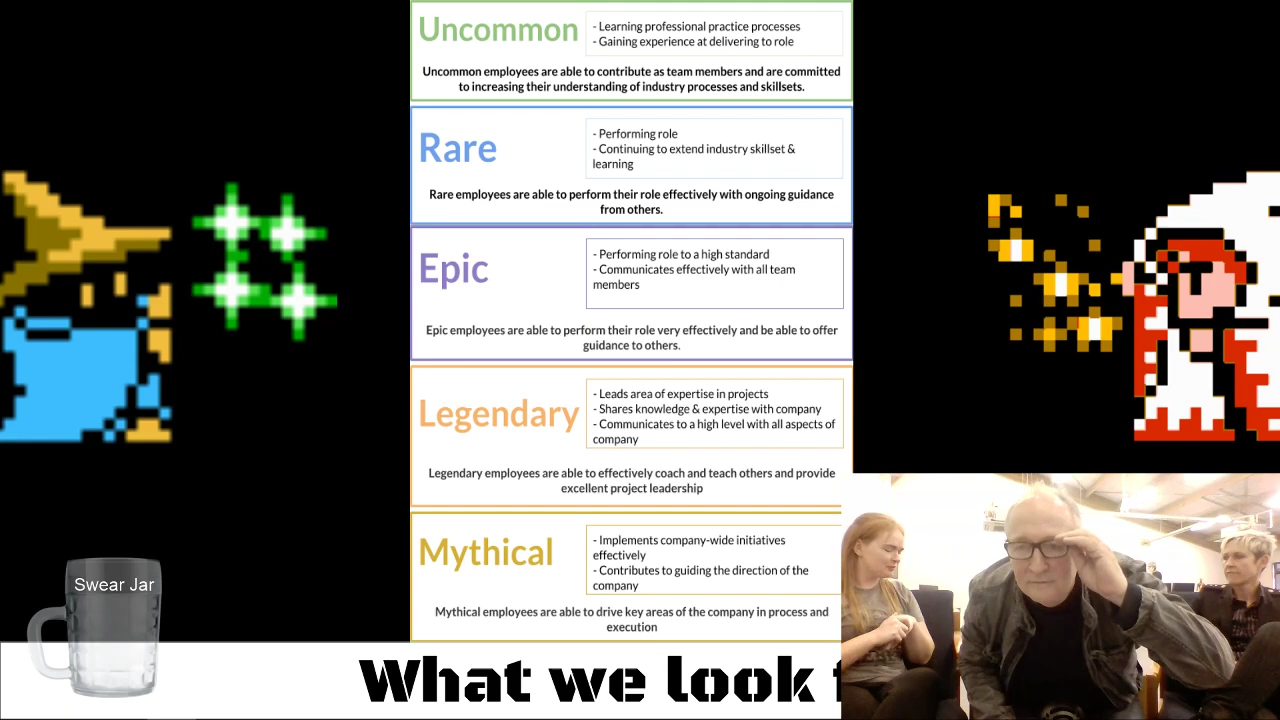 Uncommon
- Learning professional practice processes
- Gaining experience at delivering to role
Uncommon employees are able to contribute as team members and are committed
to increasing their understanding of industry processes and skillsets.
Rare
- Performing role
- Continuing to extend industry skillset &
learning
Rare employees are able to perform their role effectively with ongoing guidance
from others.
Epic
- Performing role to a high standard
- Communicates effectively with all team
members
Epic employees are able to perform their role very effectively and be able to offer
guidance to others.
Legendary
- Leads area of expertise in projects
- Shares knowledge & expertise with company
- Communicates to a high level with all aspects of
company
Legendary employees are able to effectively coach and teach others and provide
excellent project leadership
Mythical
- Implements company-wide initiatives
effectively
- Contributes to guiding the direction of the
company
Mythical employees are able to drive key areas of the company in process and
execution
Swear Jar
What we look